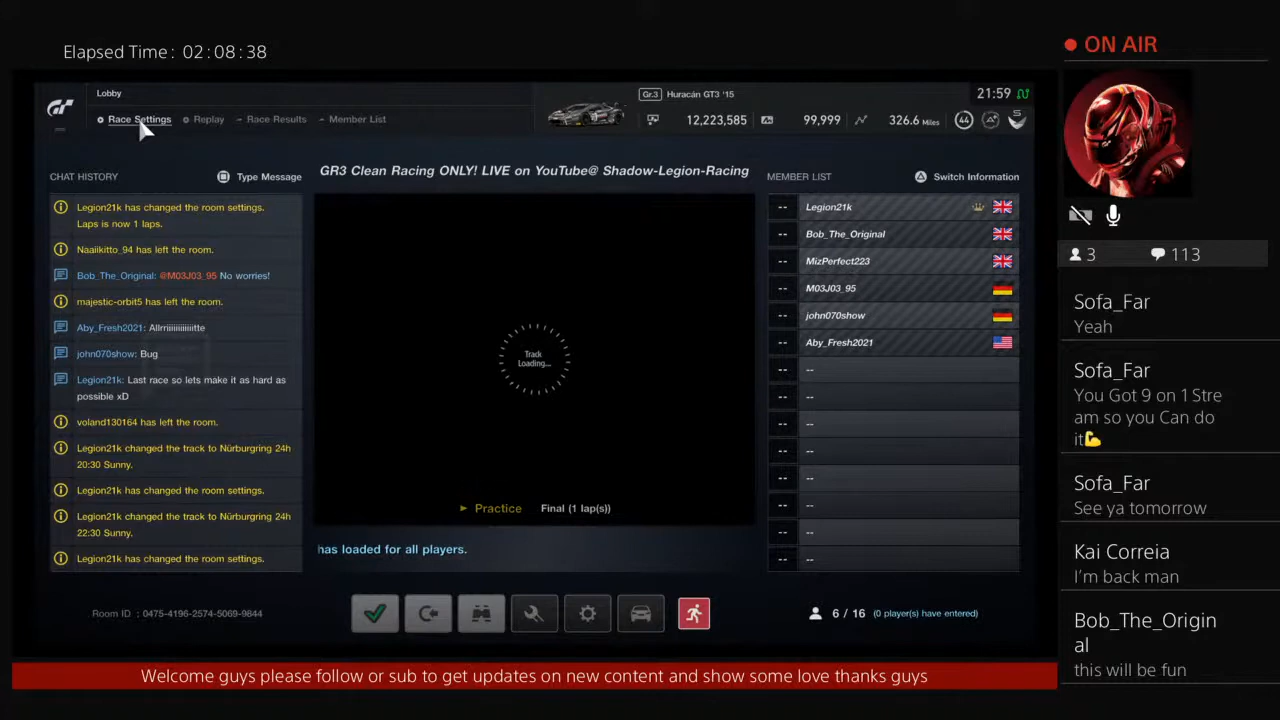 Elapsed Time: 02:08:38
ON AIR
Lobby
Race Settings Replay Race Results Member List
Gr.3 Huracán GT3 '15
21:59
12,223,585 99,999 326.6 Miles 44
CHAT HISTORY
Type Message
GR3 Clean Racing ONLY! LIVE on YouTube@ Shadow-Legion-Racing
MEMBER LIST
Switch Information
Legion21k has changed the room settings.
Laps is now 1 laps.
Naaiikitto_94 has left the room.
Bob_The_Original: @M03J03_95 No worries!
majestic-orbit5 has left the room.
Aby_Fresh2021: Allrriiiiiiiiiiitte
john070show: Bug
Legion21k: Last race so lets make it as hard as
possible xD
voland130164 has left the room.
Legion21k changed the track to Nürburgring 24h
20:30 Sunny.
Legion21k has changed the room settings.
Legion21k changed the track to Nürburgring 24h
22:30 Sunny.
Legion21k has changed the room settings.
Track
Loading...
Practice Final (1 lap(s))
has loaded for all players.
-- Legion21k
-- Bob_The_Original
-- MizPerfect223
-- M03J03_95
-- john070show
-- Aby_Fresh2021
-- --
-- --
-- --
-- --
-- --
-- --
-- --
-- --
Room ID : 0475-4196-2574-5069-9844
6 / 16 (0 player(s) have entered)
Welcome guys please follow or sub to get updates on new content and show some love thanks guys
3 113
Sofa_Far
Yeah
Sofa_Far
You Got 9 on 1 Stre
am so you Can do
it💪
Sofa_Far
See ya tomorrow
Kai Correia
I'm back man
Bob_The_Origin
al
this will be fun